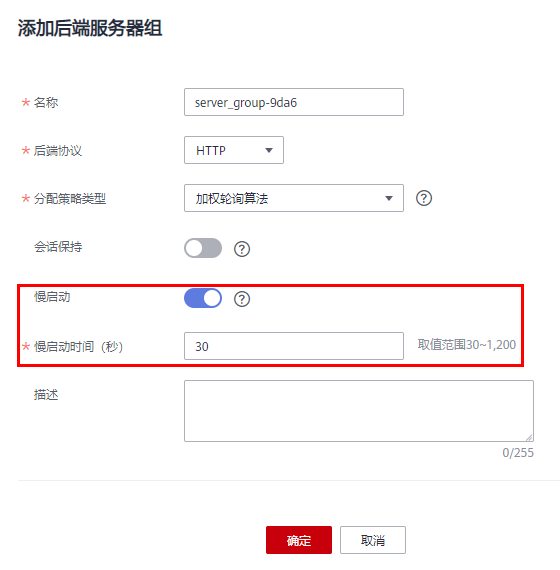 添加后端服务器组
* 名称 server_group-9da6
* 后端协议 HTTP
* 分配策略类型 加权轮询算法 ?
会话保持 ?
慢启动 ?
* 慢启动时间（秒） 30 取值范围30~1,200
描述
0/255
确定 取消